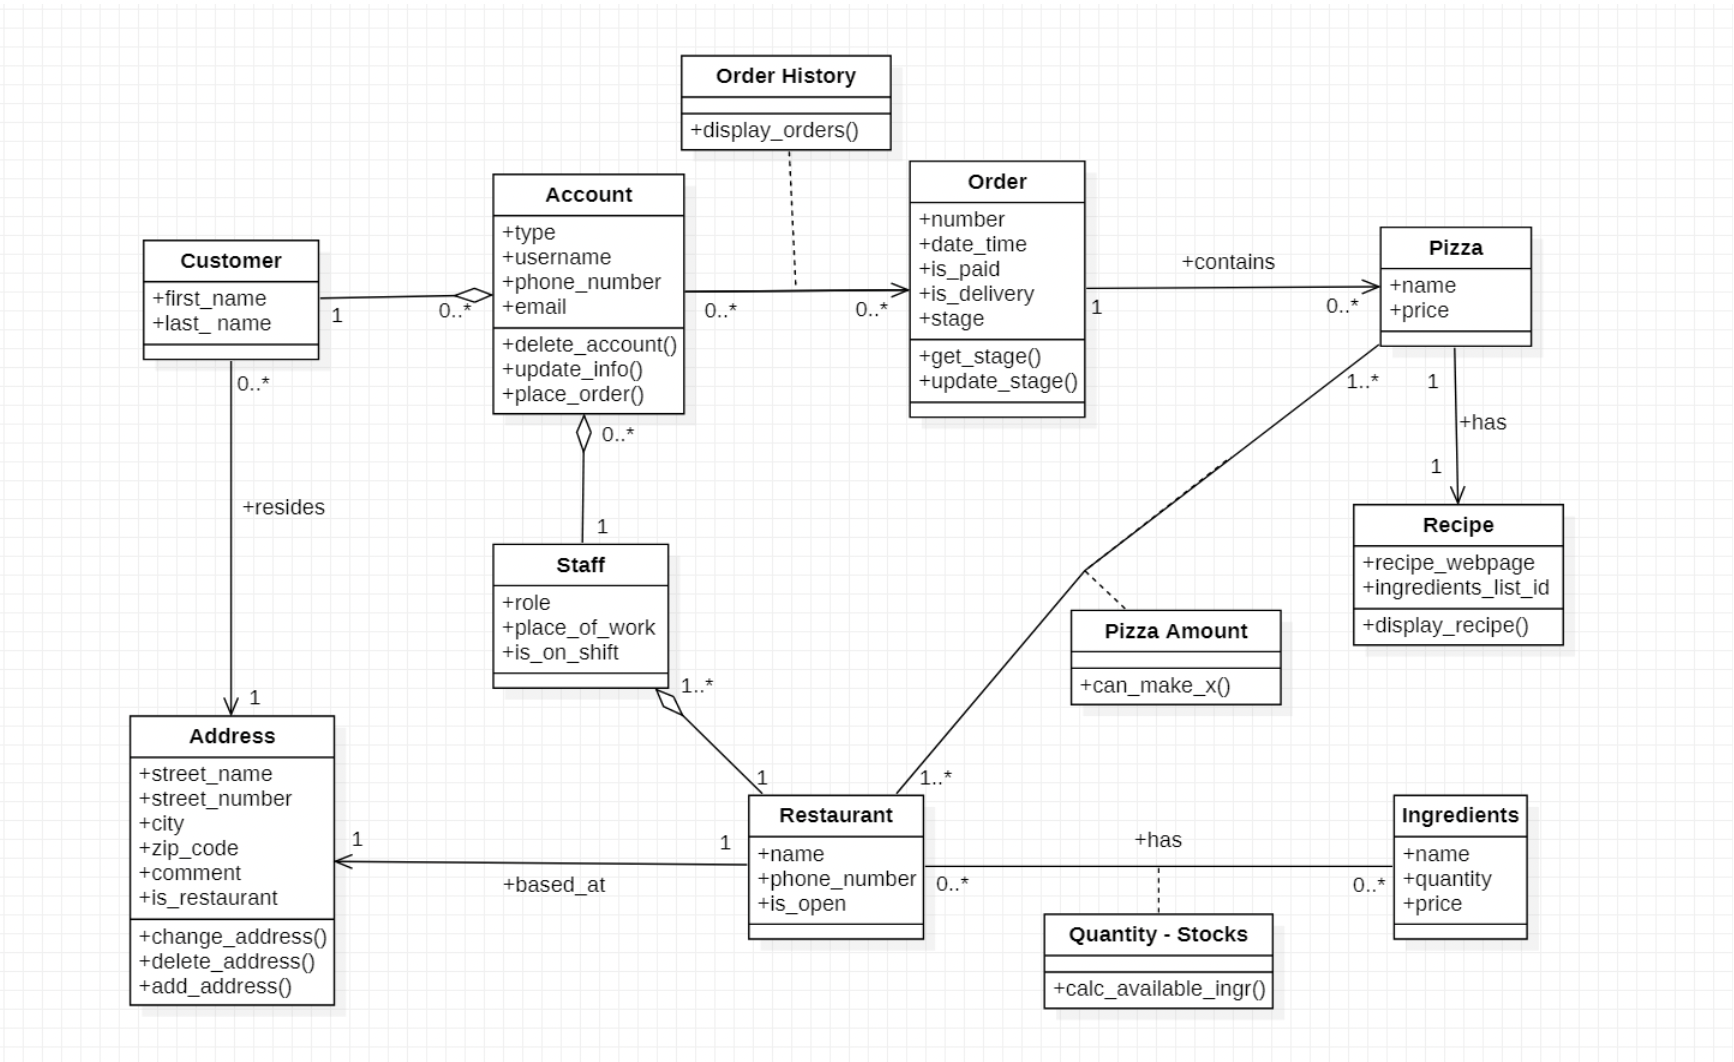 Order History
+display_orders()
Account
+type
+username
+phone_number
+email
+delete_account()
+update_info()
+place_order()
Order
+number
+date_time
+is_paid
+is_delivery
+stage
+get_stage()
+update_stage()
Customer
+first_name
+last_ name
1
0..*
0..*
0..*
+contains
1
0..*
Pizza
+name
+price
0..*
+resides
1
0..*
1
1..*
1
+has
1
Staff
+role
+place_of_work
+is_on_shift
Recipe
+recipe_webpage
+ingredients_list_id
+display_recipe()
Pizza Amount
+can_make_x()
1..*
1
1..*
Address
+street_name
+street_number
+city
+zip_code
+comment
+is_restaurant
+change_address()
+delete_address()
+add_address()
1
1
+based_at
Restaurant
+name
+phone_number
+is_open
+has
0..*
0..*
Ingredients
+name
+quantity
+price
Quantity - Stocks
+calc_available_ingr()